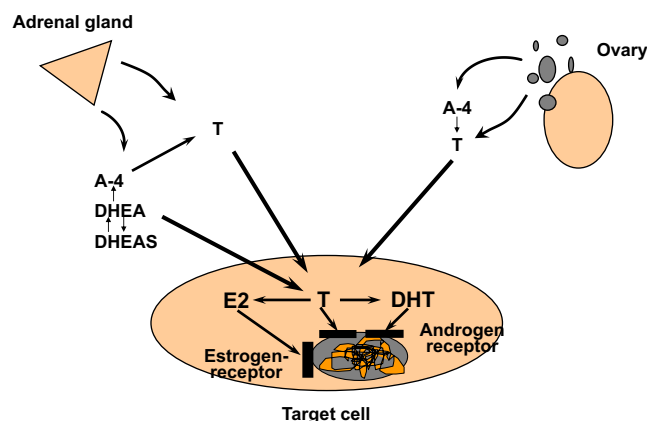 Adrenal gland
Ovary
A-4
T
T
A-4
DHEA
DHEAS
E2
T
DHT
Androgen
receptor
Estrogen-
receptor
Target cell